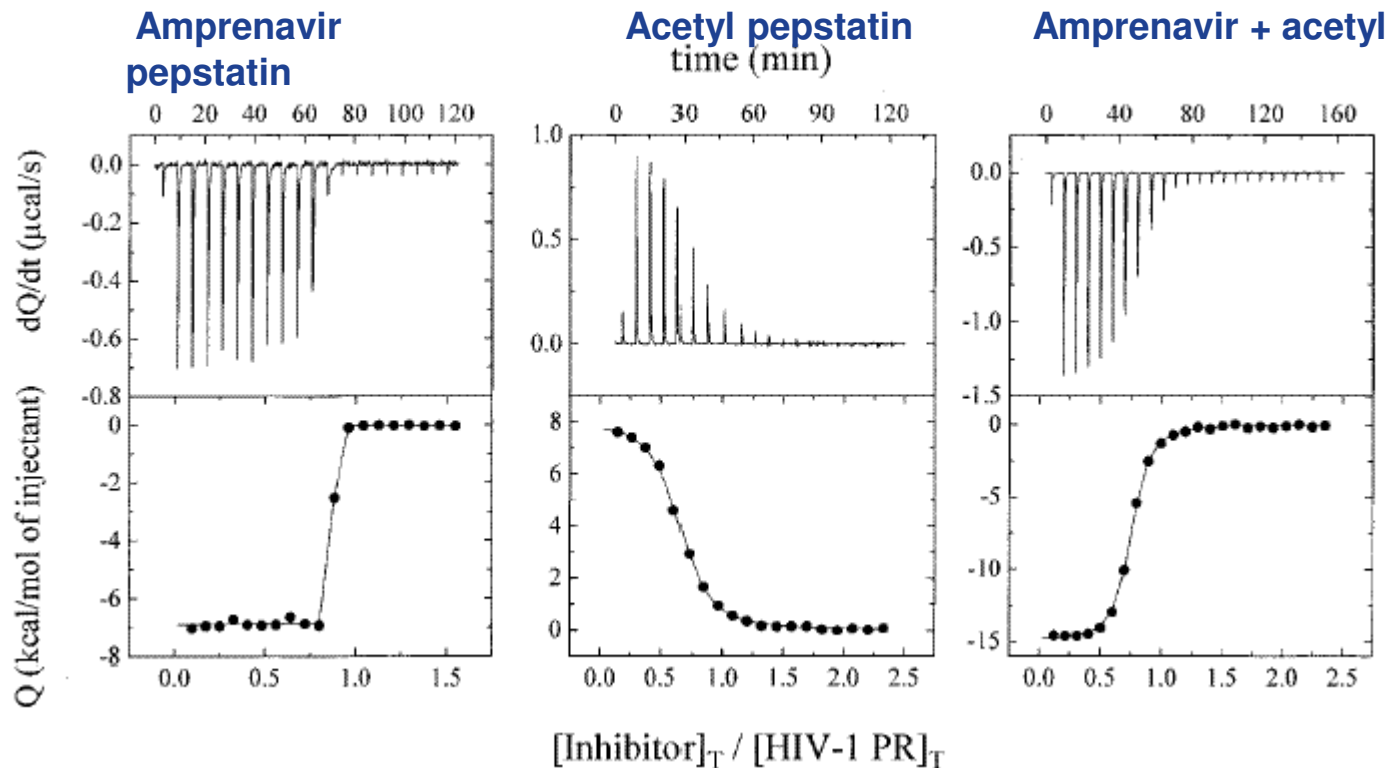 Amprenavir
pepstatin
Acetyl pepstatin
Amprenavir + acetyl
time (min)
0 20 40 60 80 100 120
0 30 60 90 120
0 40 80 120 160
dQ/dt (μcal/s)
0.0
-0.2
-0.4
-0.6
-0.8
1.0
0.5
0.0
0.0
-0.5
-1.0
-1.5
Q (kcal/mol of injectant)
0
-2
-4
-6
-8
8
6
4
2
0
0
-5
-10
-15
0.0 0.5 1.0 1.5
0.0 0.5 1.0 1.5 2.0 2.5
0.0 0.5 1.0 1.5 2.0 2.5
[Inhibitor]T / [HIV-1 PR]T